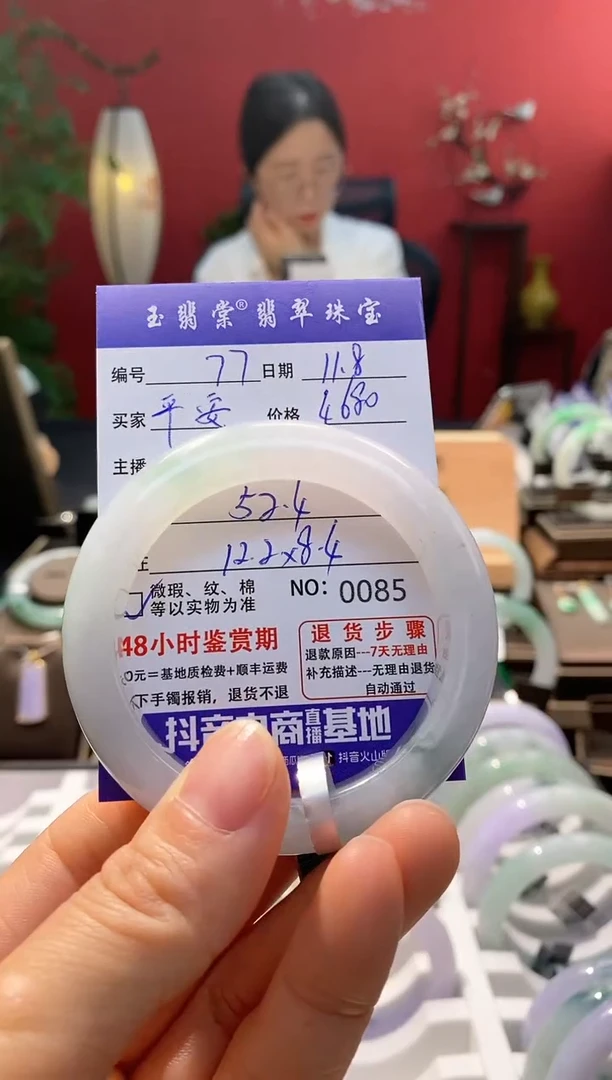 玉翡棠®翡翠珠宝
编号 77 日期 11.8
买家 平安 价格 4680
主播
52.4
12.2x8.4
微瑕、纹、棉
等以实物为准
NO: 0085
48小时鉴赏期
0元=基地质检费+顺丰运费
下手镯报销，退货不退
退货步骤
退款原因---7天无理由
补充描述---无理由退货
自动通过
抖音电商直播基地
抖音火山版